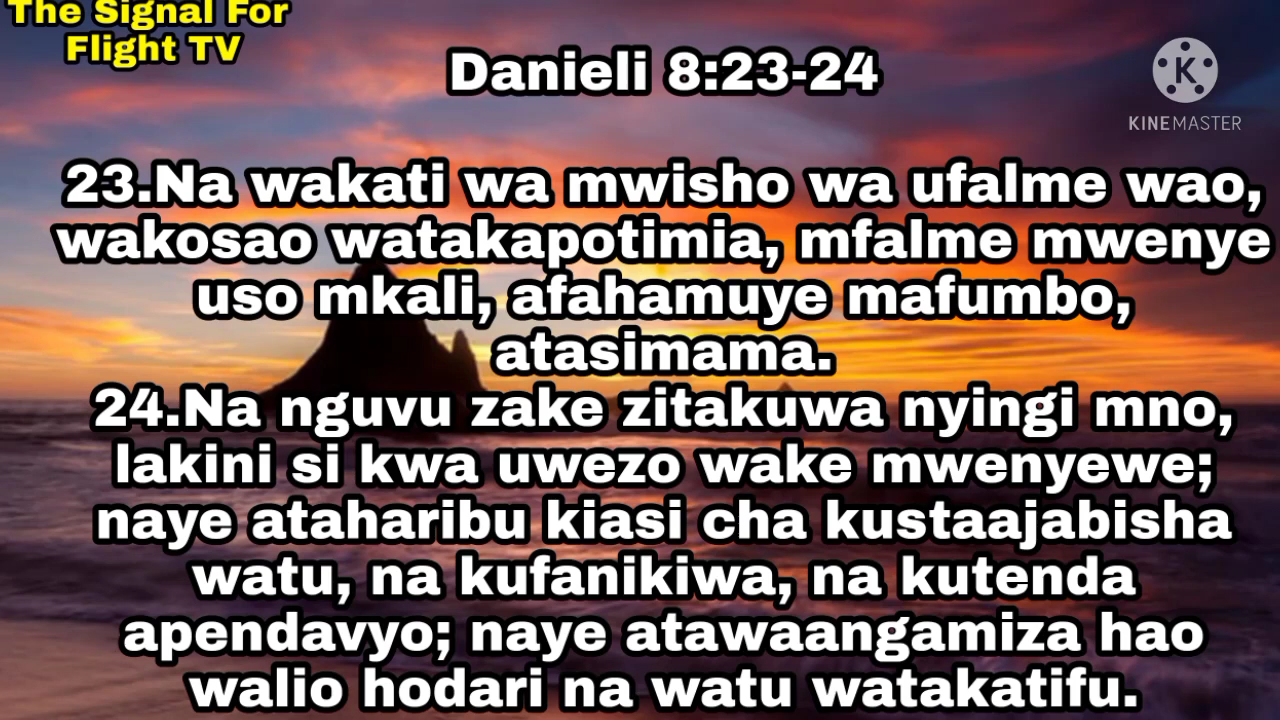 The Signal For
Flight TV
Danieli 8:23-24
K
KINEMASTER
23.Na wakati wa mwisho wa ufalme wao,
wakosao watakapotimia, mfalme mwenye
uso mkali, afahamuye mafumbo,
atasimama.
24.Na nguvu zake zitakuwa nyingi mno,
lakini si kwa uwezo wake mwenyewe;
naye ataharibu kiasi cha kustaajabisha
watu, na kufanikiwa, na kutenda
apendavyo; naye atawaangamiza hao
walio hodari na watu watakatifu.